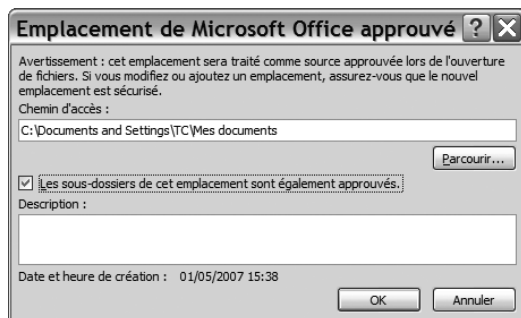 Emplacement de Microsoft Office approuvé
Avertissement : cet emplacement sera traité comme source approuvée lors de l'ouverture
de fichiers. Si vous modifiez ou ajoutez un emplacement, assurez-vous que le nouvel
emplacement est sécurisé.
Chemin d'accès :
C:\Documents and Settings\TC\Mes documents
Parcourir...
Les sous-dossiers de cet emplacement sont également approuvés.
Description :
Date et heure de création : 01/05/2007 15:38
OK Annuler